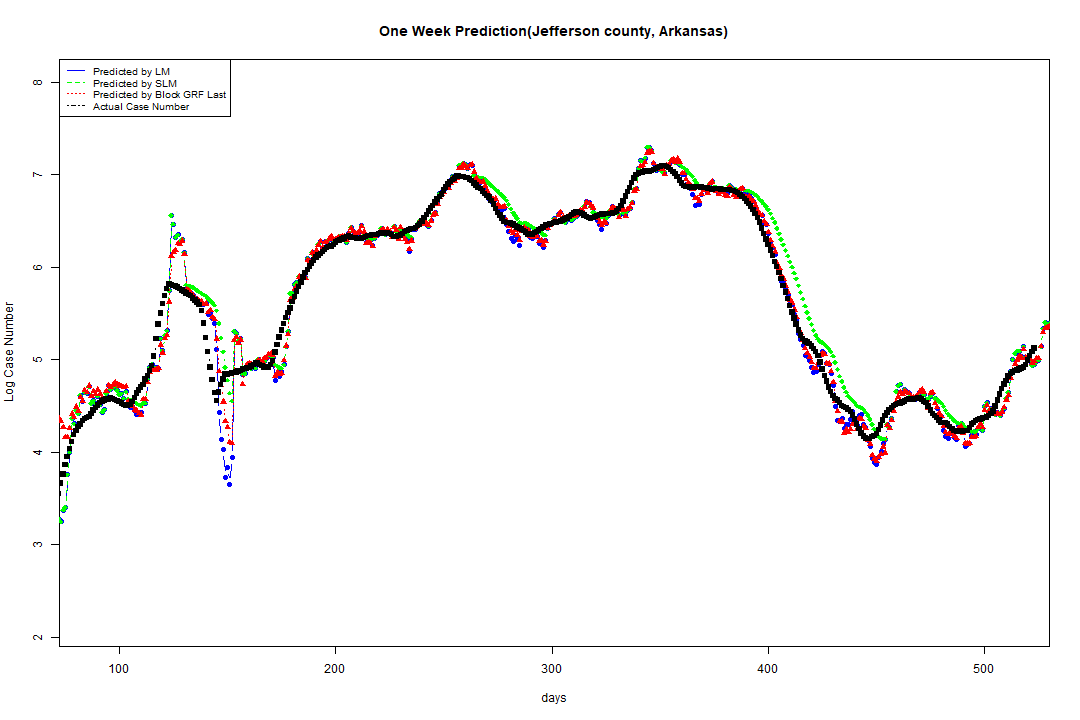 One Week Prediction(Jefferson county, Arkansas)
Predicted by LM
Predicted by SLM
Predicted by Block GRF Last
Actual Case Number
8
7
6
5
4
3
2
Log Case Number
100 200 300 400 500
days